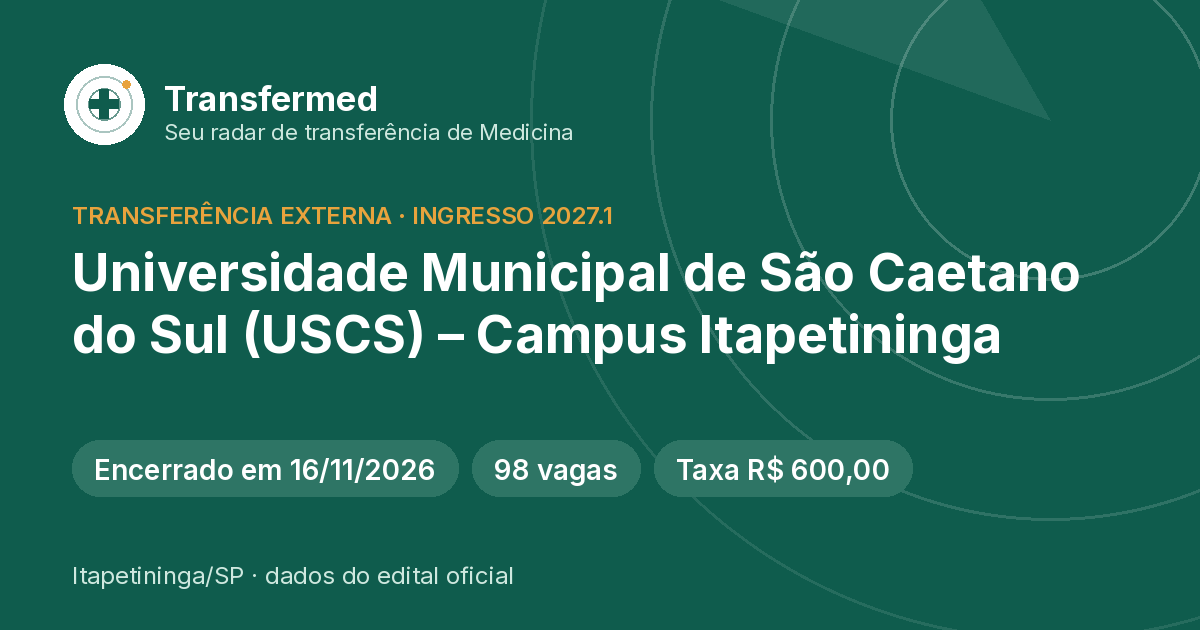 Transfermed
Seu radar de transferência de Medicina
TRANSFERÊNCIA EXTERNA · INGRESSO 2027.1
Universidade Municipal de São Caetano
do Sul (USCS) – Campus Itapetininga
Encerrado em 16/11/2026
98 vagas
Taxa R$ 600,00
Itapetininga/SP · dados do edital oficial